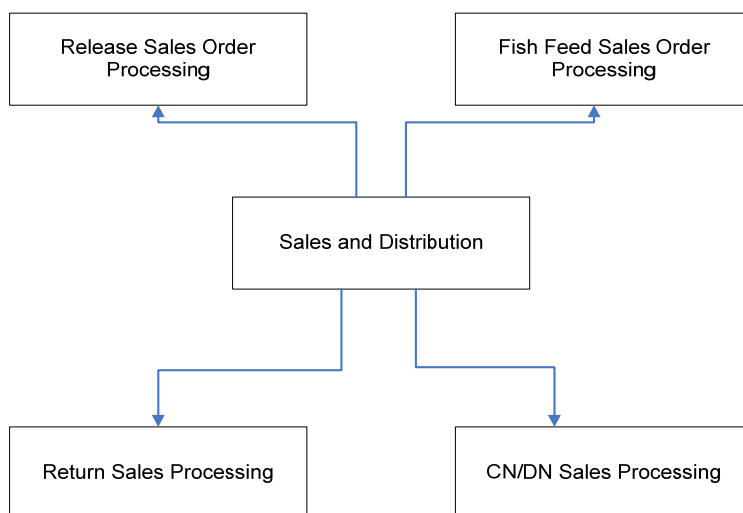 Release Sales Order
Processing
Fish Feed Sales Order
Processing
Sales and Distribution
Return Sales Processing
CN/DN Sales Processing